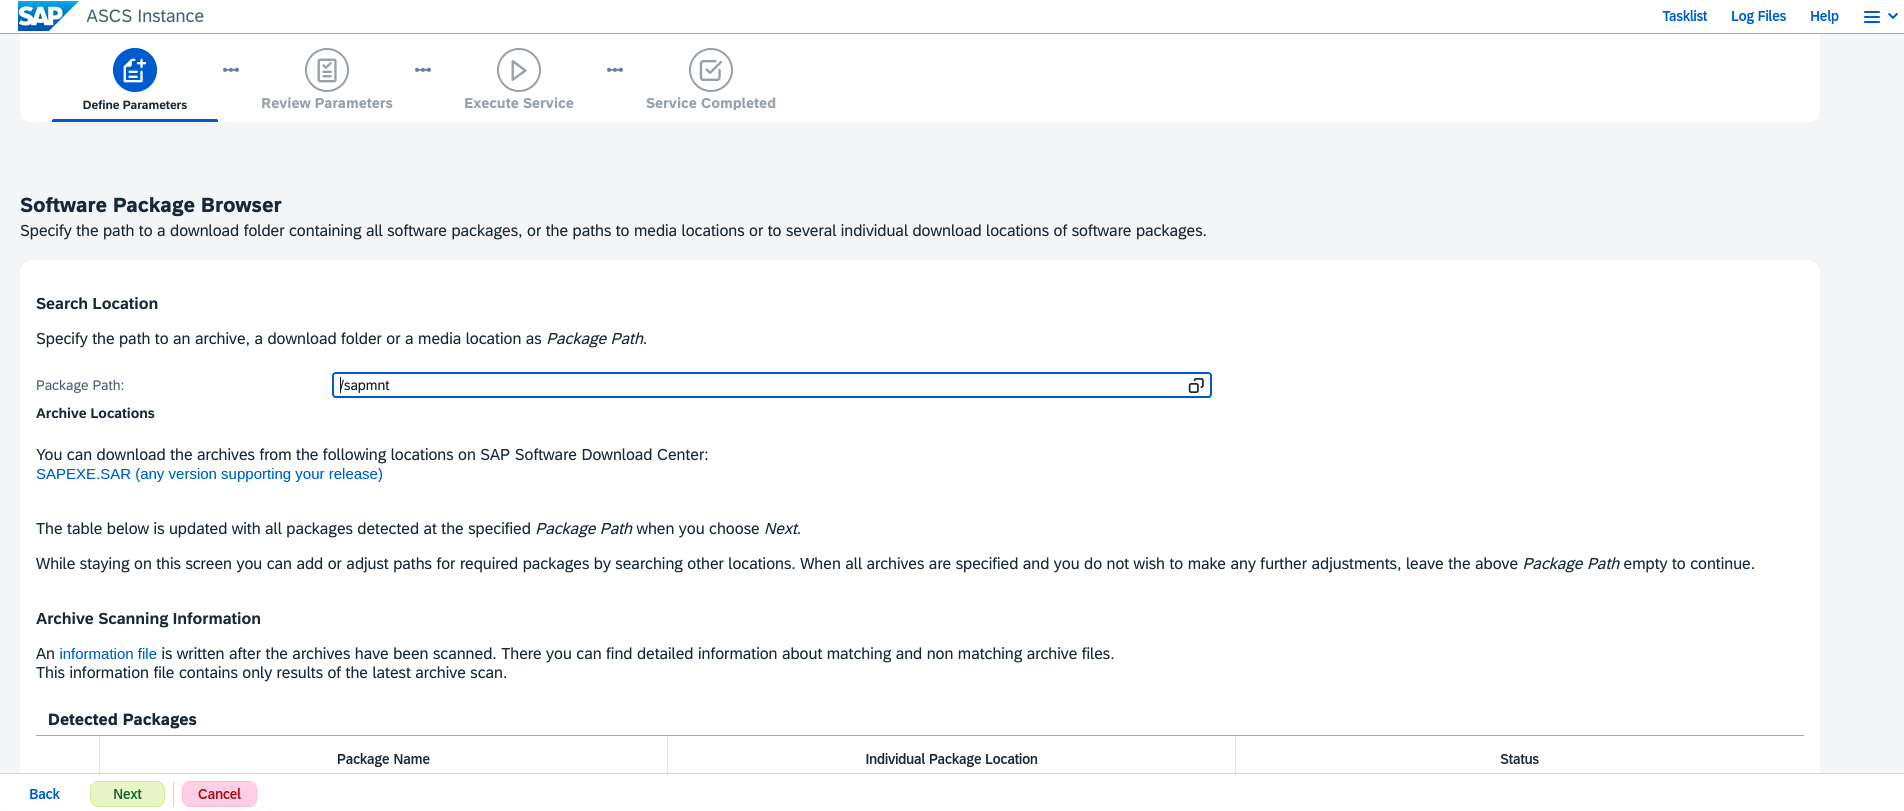 SAP ASCS Instance Tasklist Log Files Help
Define Parameters Review Parameters Execute Service Service Completed
Software Package Browser
Specify the path to a download folder containing all software packages, or the paths to media locations or to several individual download locations of software packages.
Search Location
Specify the path to an archive, a download folder or a media location as Package Path.
Package Path: /sapmnt
Archive Locations
You can download the archives from the following locations on SAP Software Download Center:
SAPEXE.SAR (any version supporting your release)
The table below is updated with all packages detected at the specified Package Path when you choose Next.
While staying on this screen you can add or adjust paths for required packages by searching other locations. When all archives are specified and you do not wish to make any further adjustments, leave the above Package Path empty to continue.
Archive Scanning Information
An information file is written after the archives have been scanned. There you can find detailed information about matching and non matching archive files.
This information file contains only results of the latest archive scan.
Detected Packages
Package Name Individual Package Location Status
Back Next Cancel